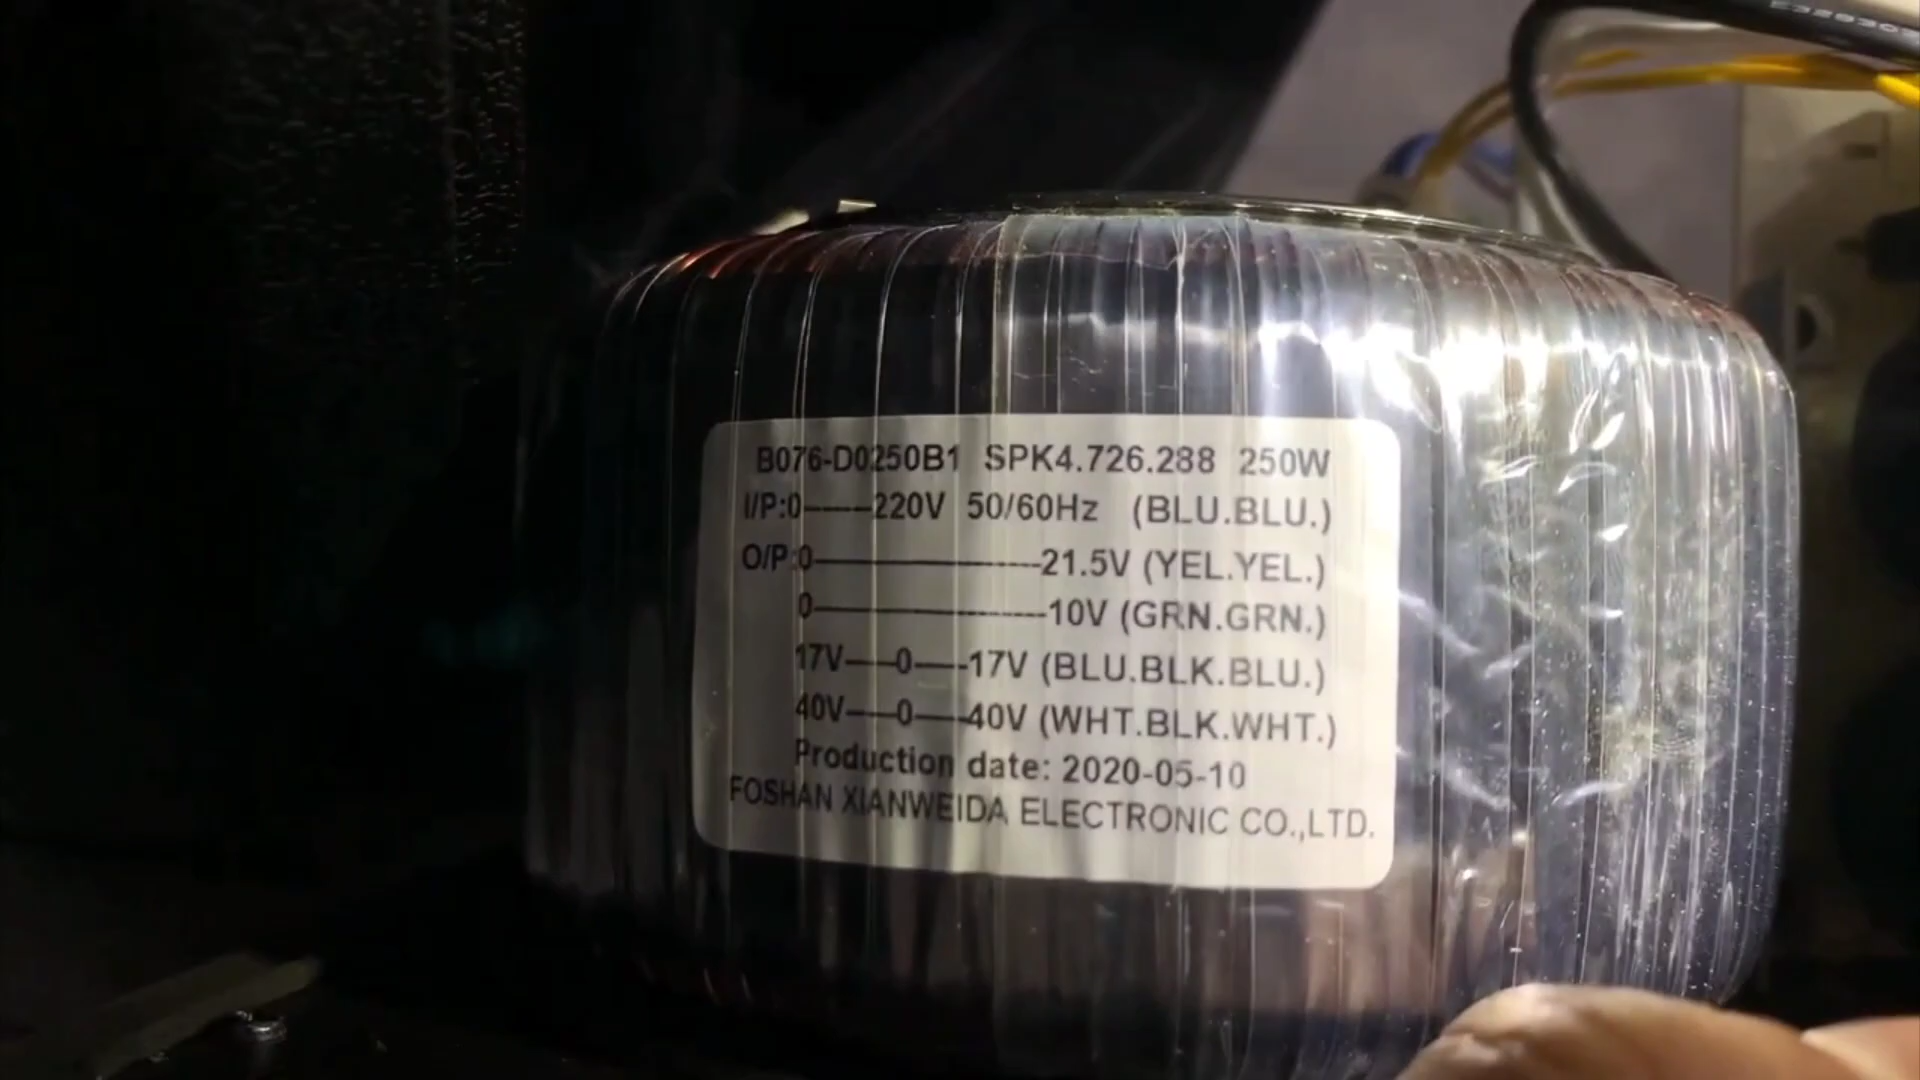 B076-D0250B1 SPK4.726.288 250W
I/P:0-----220V 50/60Hz (BLU.BLU.)
O/P:0--------------------21.5V (YEL.YEL.)
0--------------------10V (GRN.GRN.)
17V----0----17V (BLU.BLK.BLU.)
40V----0----40V (WHT.BLK.WHT.)
Production date: 2020-05-10
FOSHAN XIANWEIDA ELECTRONIC CO.,LTD.